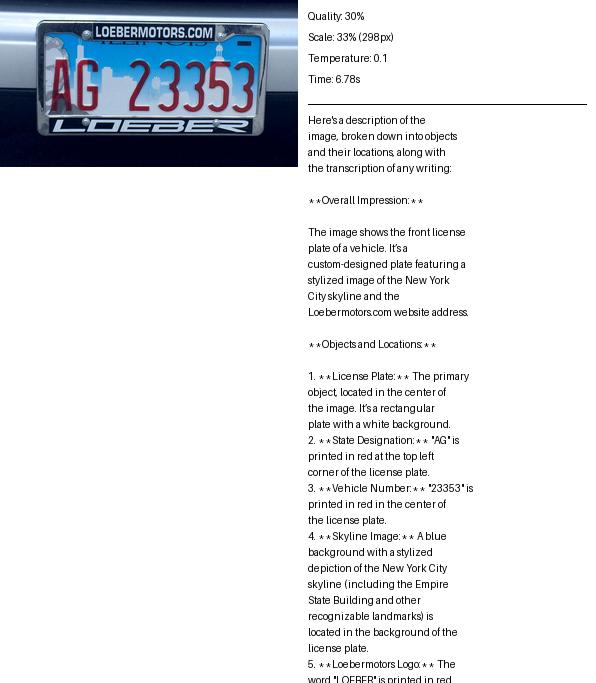 LOEBERMOTORS.COM
ILLINOIS
AG 23353
LOEBER
Quality: 30%
Scale: 33% (298px)
Temperature: 0.1
Time: 6.78s
Here's a description of the
image, broken down into objects
and their locations, along with
the transcription of any writing:
**Overall Impression:**
The image shows the front license
plate of a vehicle. It's a
custom-designed plate featuring a
stylized image of the New York
City skyline and the
Loebermotors.com website address.
**Objects and Locations:**
1. **License Plate:** The primary
object, located in the center of
the image. It's a rectangular
plate with a white background.
2. **State Designation:** "AG" is
printed in red at the top left
corner of the license plate.
3. **Vehicle Number:** "23353" is
printed in red in the center of
the license plate.
4. **Skyline Image:** A blue
background with a stylized
depiction of the New York City
skyline (including the Empire
State Building and other
recognizable landmarks) is
located in the background of the
license plate.
5. **Loebermotors Logo:** The
word "LOEBER" is printed in red